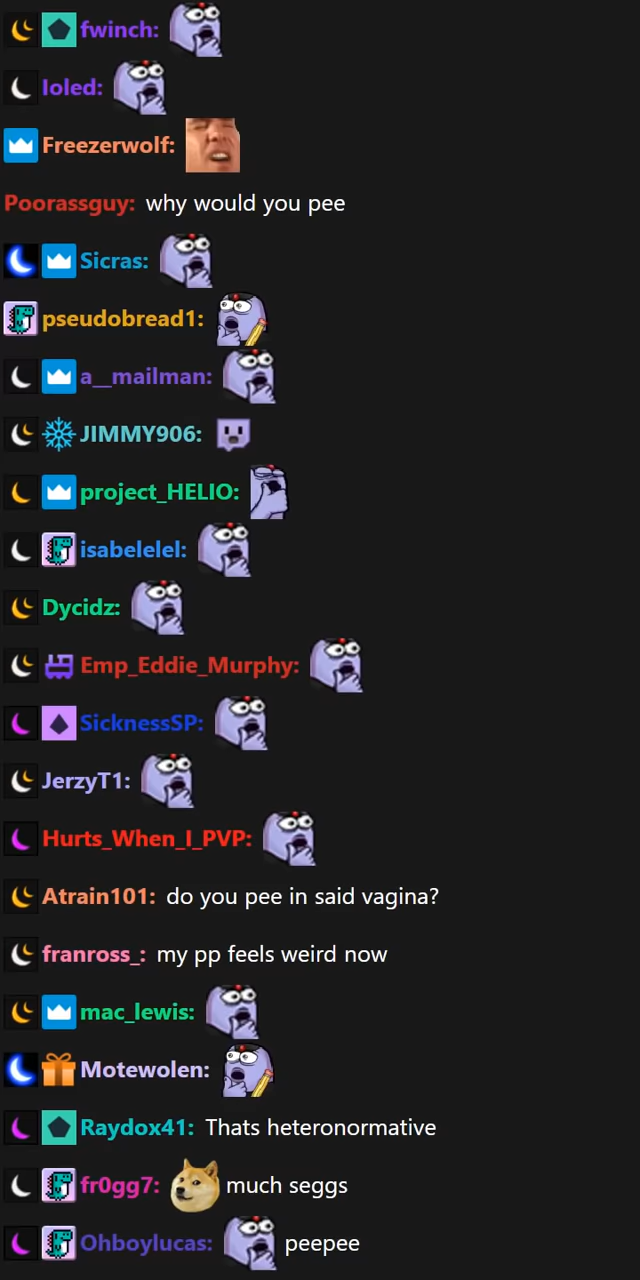 fwinch:
Ioled:
Freezerwolf:
Poorassguy: why would you pee
Sicras:
pseudobread1:
a__mailman:
JIMMY906:
project_HELIO:
isabelelel:
Dycidz:
Emp_Eddie_Murphy:
SicknessSP:
JerzyT1:
Hurts_When_I_PVP:
Atrain101: do you pee in said vagina?
franross_: my pp feels weird now
mac_lewis:
Motewolen:
Raydox41: Thats heteronormative
fr0gg7: much seggs
Ohboylucas: peepee